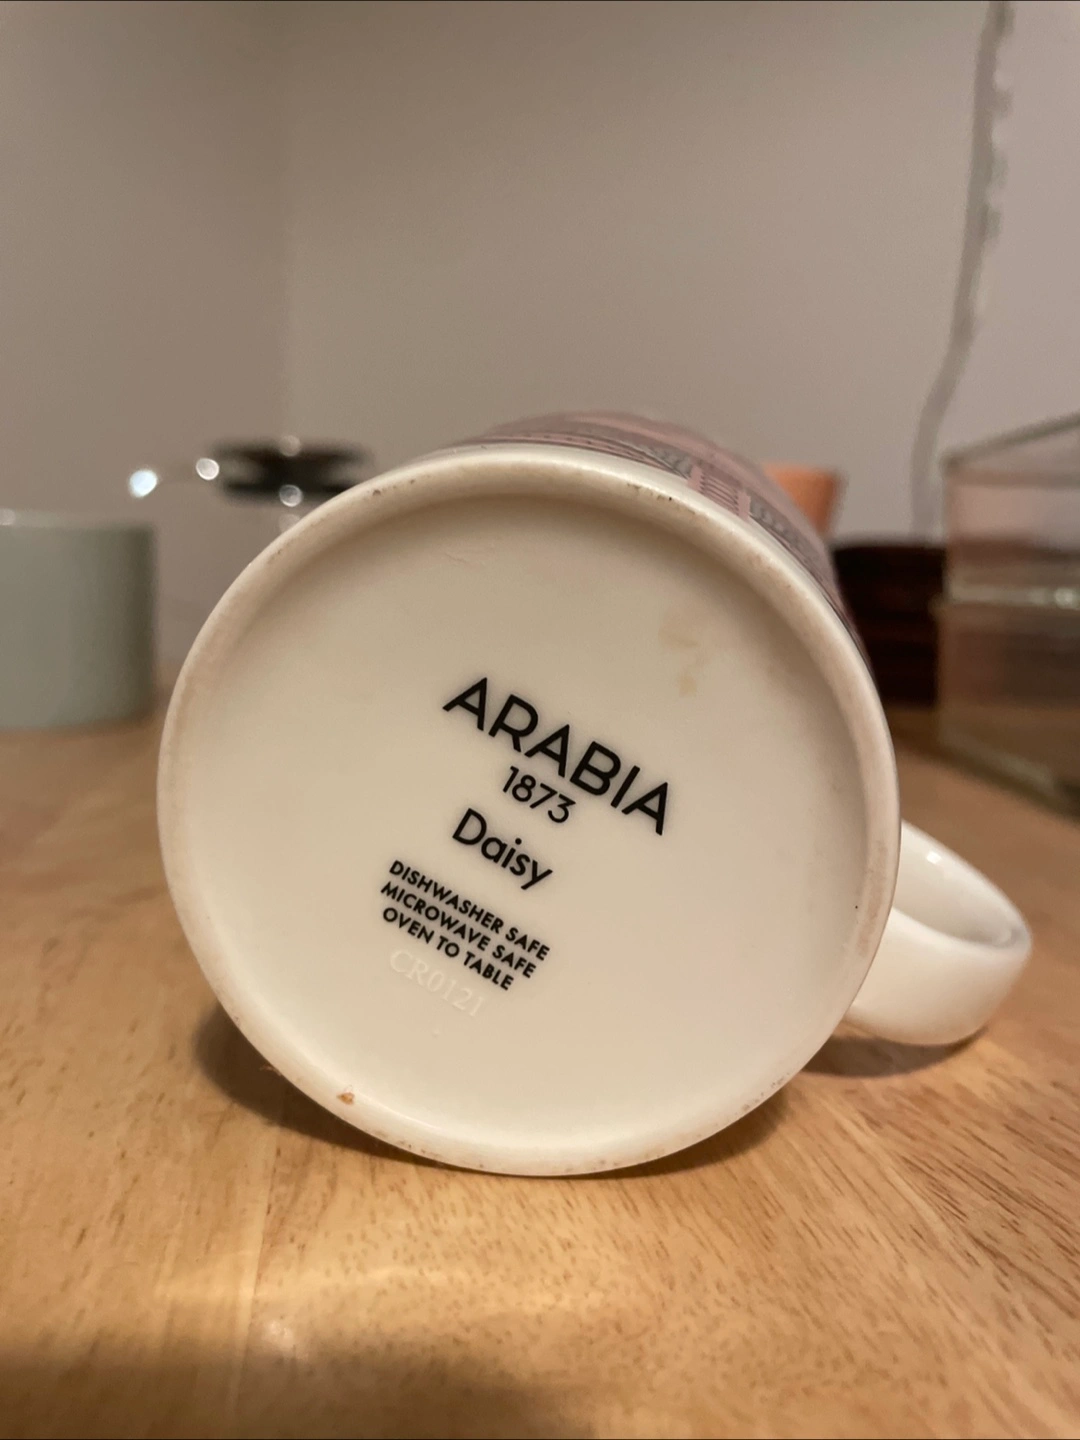 ARABIA
1873
Daisy
DISHWASHER SAFE
MICROWAVE SAFE
OVEN TO TABLE
CR0121